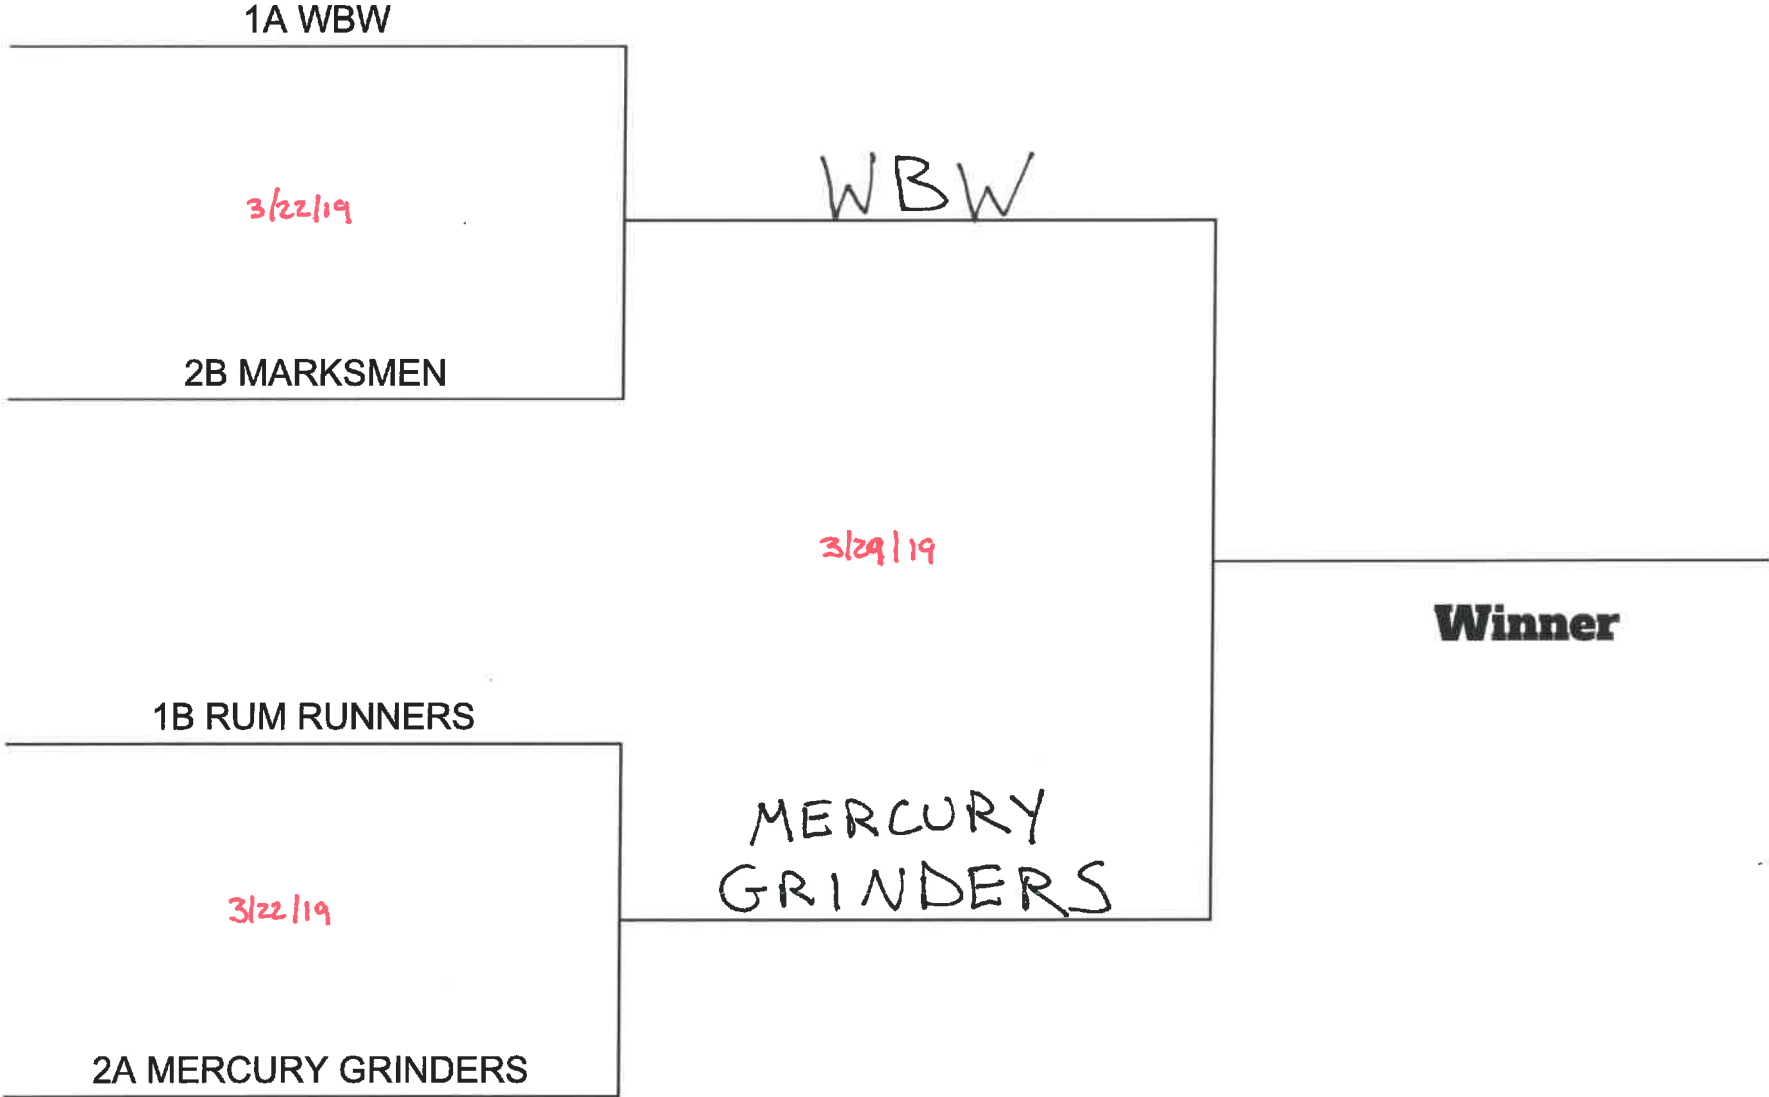 1A WBW
3/22/19
WBW
2B MARKSMEN
3/29/19
Winner
1B RUM RUNNERS
MERCURY
GRINDERS
3/22/19
2A MERCURY GRINDERS